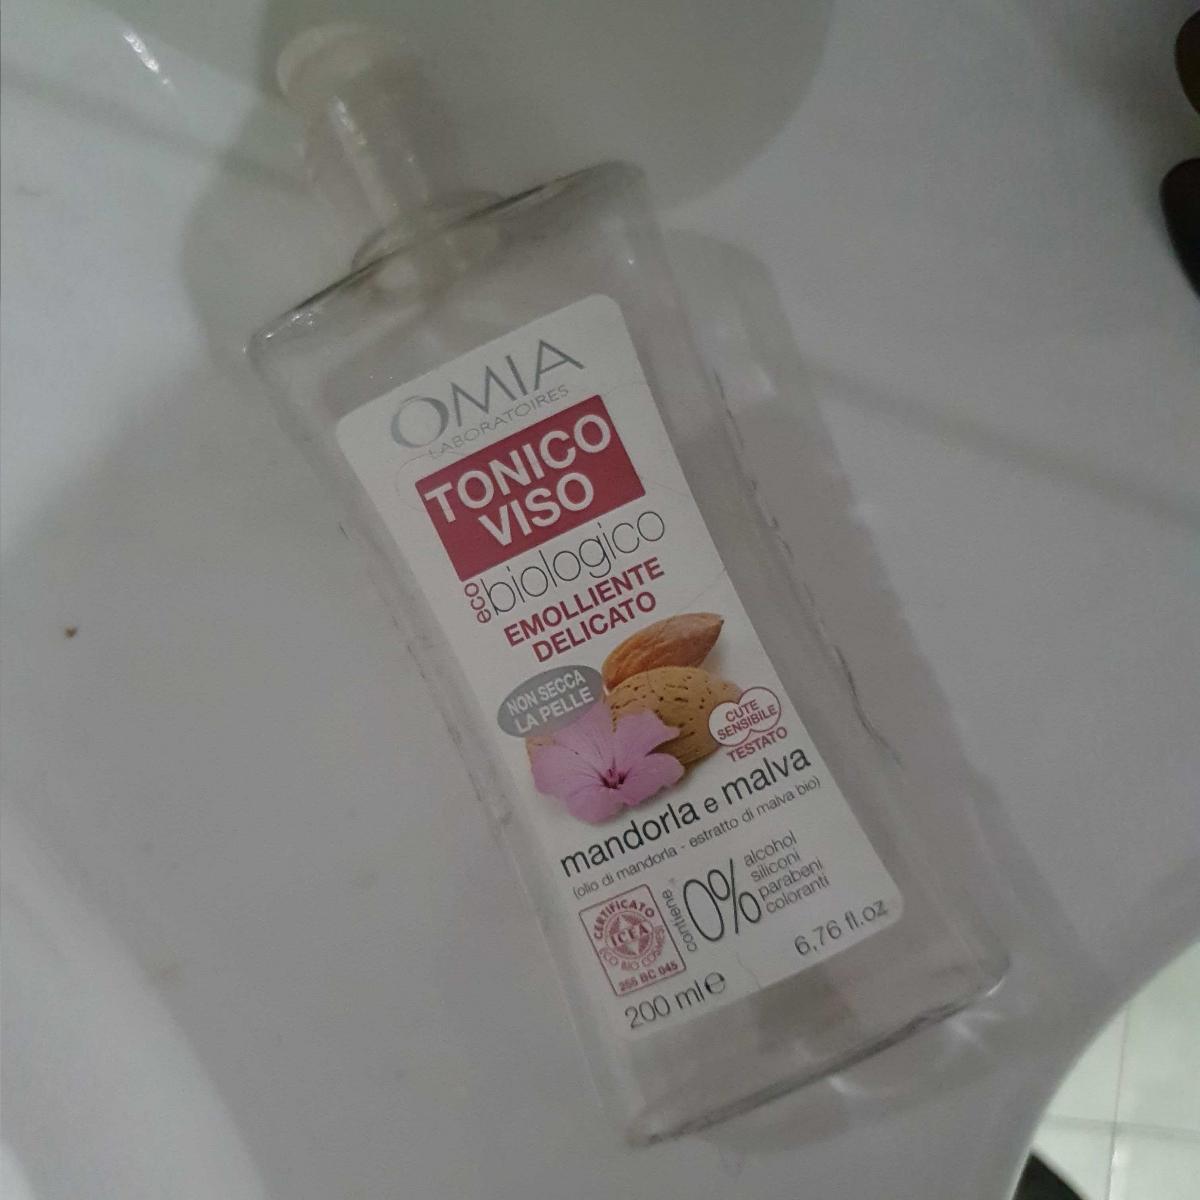 OMIA
LABORATOIRES
TONICO
VISO
eco biologico
EMOLLIENTE
DELICATO
NON SECCA
LA PELLE
CUTE
SENSIBILE
TESTATO
mandorla e malva
(olio di mandorla - estratto di malva bio)
contiene
0%
alcohol
siliconi
parabeni
coloranti
CERTIFICATO
ICEA
ECO BIO COSMESI
255 BC 045
200 ml e
6,76 fl.oz